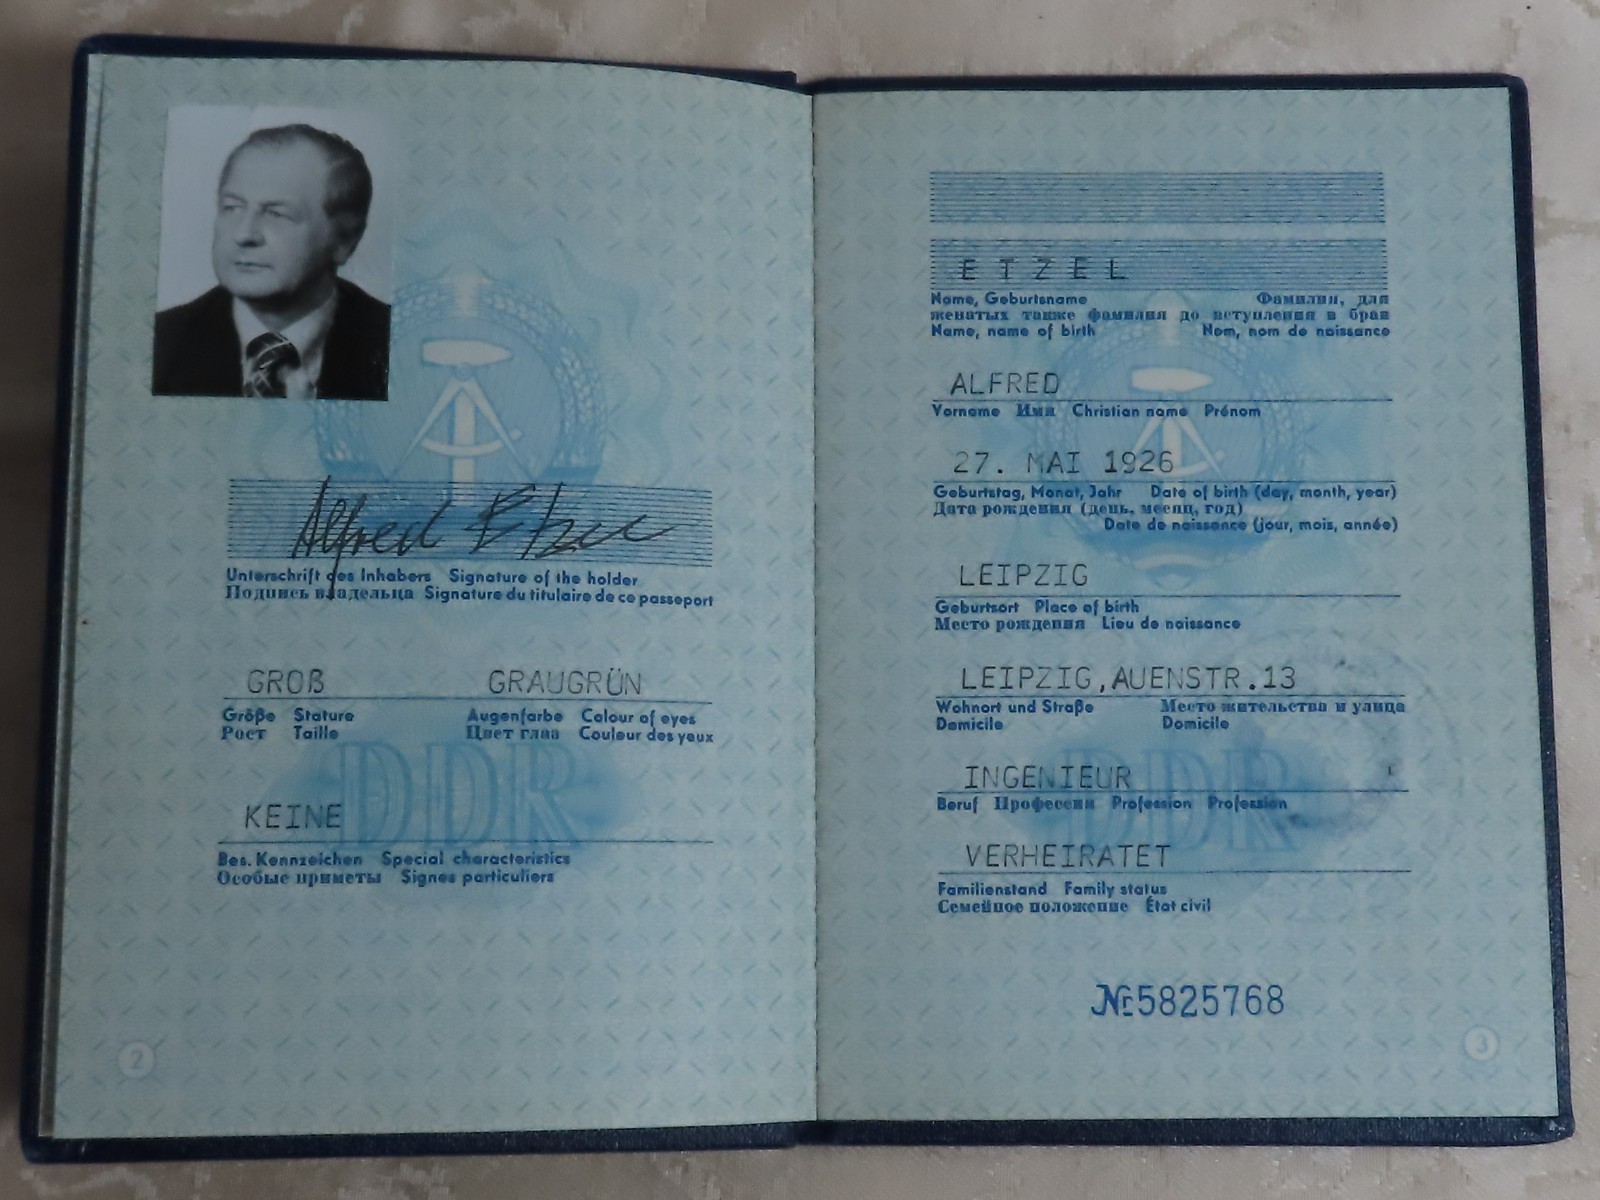 Alfred Etzel
Unterschrift des Inhabers Signature of the holder
Подпись владельца Signature du titulaire de ce passeport
GROß GRAUGRÜN
Größe Stature Augenfarbe Colour of eyes
Рост Taille Цвет глаз Couleur des yeux
DDR
KEINE
Bes. Kennzeichen Special characteristics
Особые приметы Signes particuliers
2
ETZEL
Name, Geburtsname Фамилия, для
женатых также фамилия до вступления в брак
Name, name of birth Nom, nom de naissance
ALFRED
Vorname Имя Christian name Prénom
27. MAI 1926
Geburtstag, Monat, Jahr Date of birth (day, month, year)
Дата рождения (день, месяц, год)
Date de naissance (jour, mois, année)
LEIPZIG
Geburtsort Place of birth
Место рождения Lieu de naissance
LEIPZIG,AUENSTR.13
Wohnort und Straße Место жительства и улица
Domicile Domicile
INGENIEUR
DDR
Beruf Профессия Profession Profession
VERHEIRATET
Familienstand Family status
Семейное положение État civil
№5825768
3